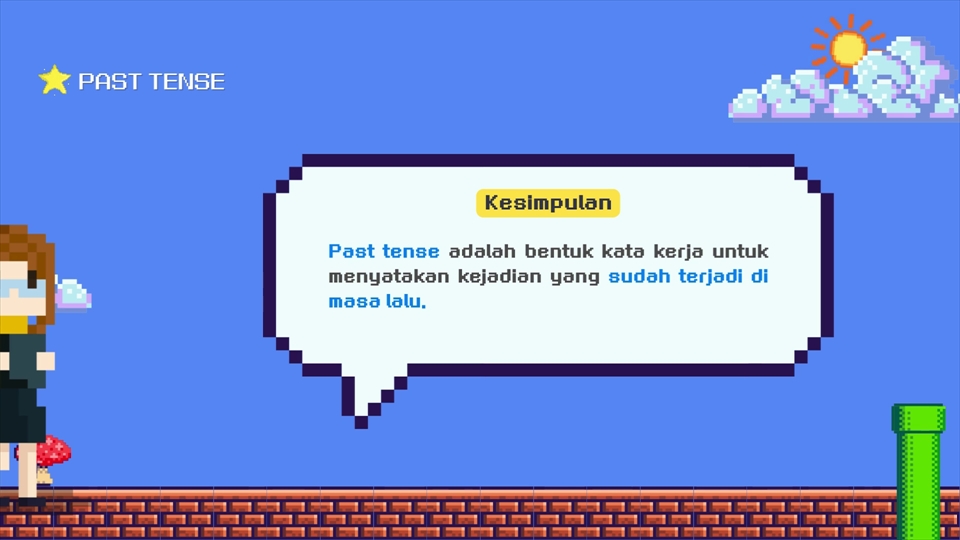 PAST TENSE
Kesimpulan
Past tense adalah bentuk kata kerja untuk
menyatakan kejadian yang sudah terjadi di
masa lalu.